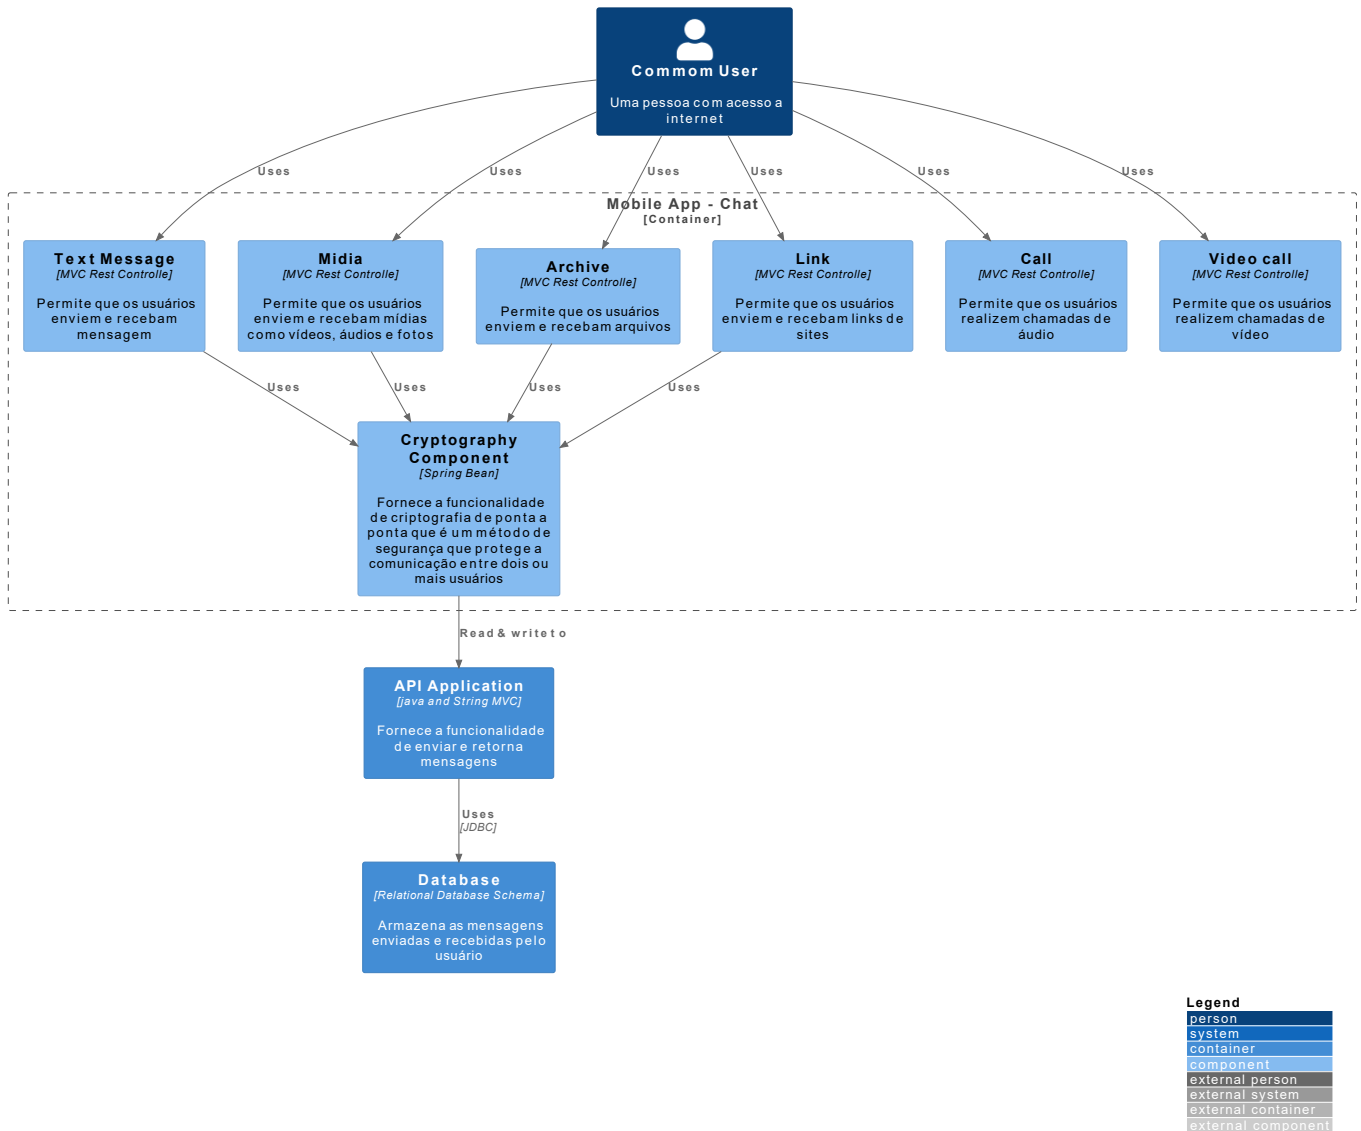 Commom User
Uma pessoa com acesso a
internet
Uses
Uses
Uses
Uses
Uses
Uses
Mobile App - Chat
[Container]
Text Message
[MVC Rest Controlle]
Permite que os usuários
enviem e recebam
mensagem
Midia
[MVC Rest Controlle]
Permite que os usuários
enviem e recebam mídias
como vídeos, áudios e fotos
Archive
[MVC Rest Controlle]
Permite que os usuários
enviem e recebam arquivos
Link
[MVC Rest Controlle]
Permite que os usuários
enviem e recebam links de
sites
Call
[MVC Rest Controlle]
Permite que os usuários
realizem chamadas de
áudio
Video call
[MVC Rest Controlle]
Permite que os usuários
realizem chamadas de
vídeo
Uses
Uses
Uses
Uses
Cryptography
Component
[Spring Bean]
Fornece a funcionalidade
de criptografia de ponta a
ponta que é um método de
segurança que protege a
comunicação entre dois ou
mais usuários
Read & write to
API Application
[java and String MVC]
Fornece a funcionalidade
de enviar e retorna
mensagens
Uses
[JDBC]
Database
[Relational Database Schema]
Armazena as mensagens
enviadas e recebidas pelo
usuário
Legend
person
system
container
component
external person
external system
external container
external component